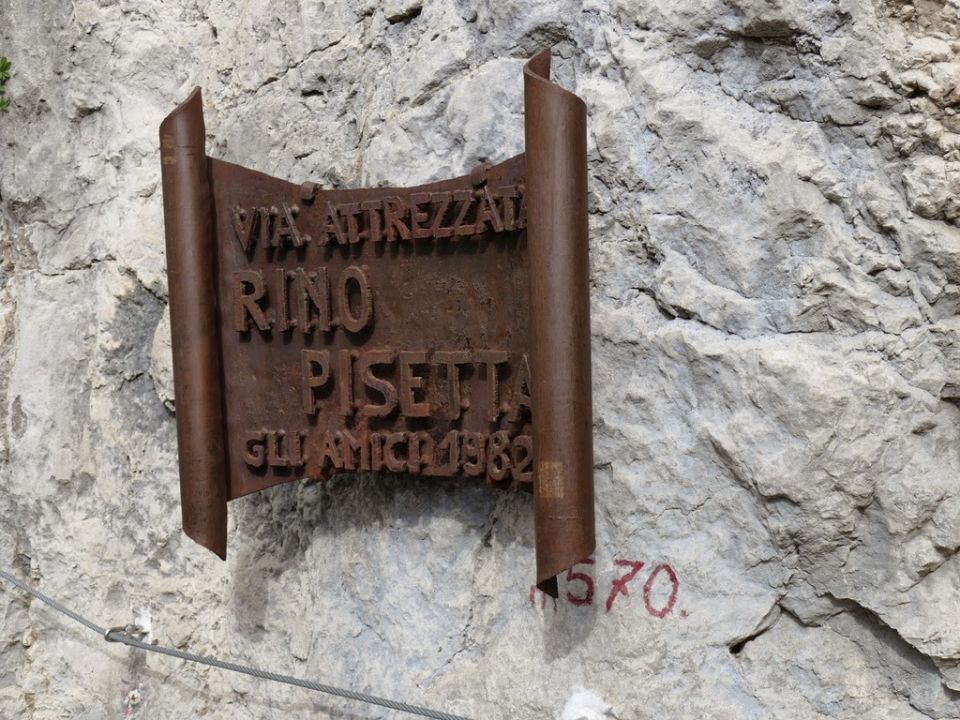 VIA ATTREZZATA
RINO
PISETTA
GLI AMICI 1982
m 570.